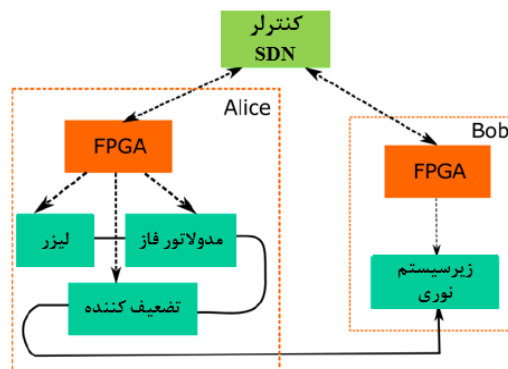 کنترلر
SDN
Alice
Bob
FPGA
FPGA
لیزر
مدولاتور فاز
تضعیف کننده
زیرسیستم
نوری